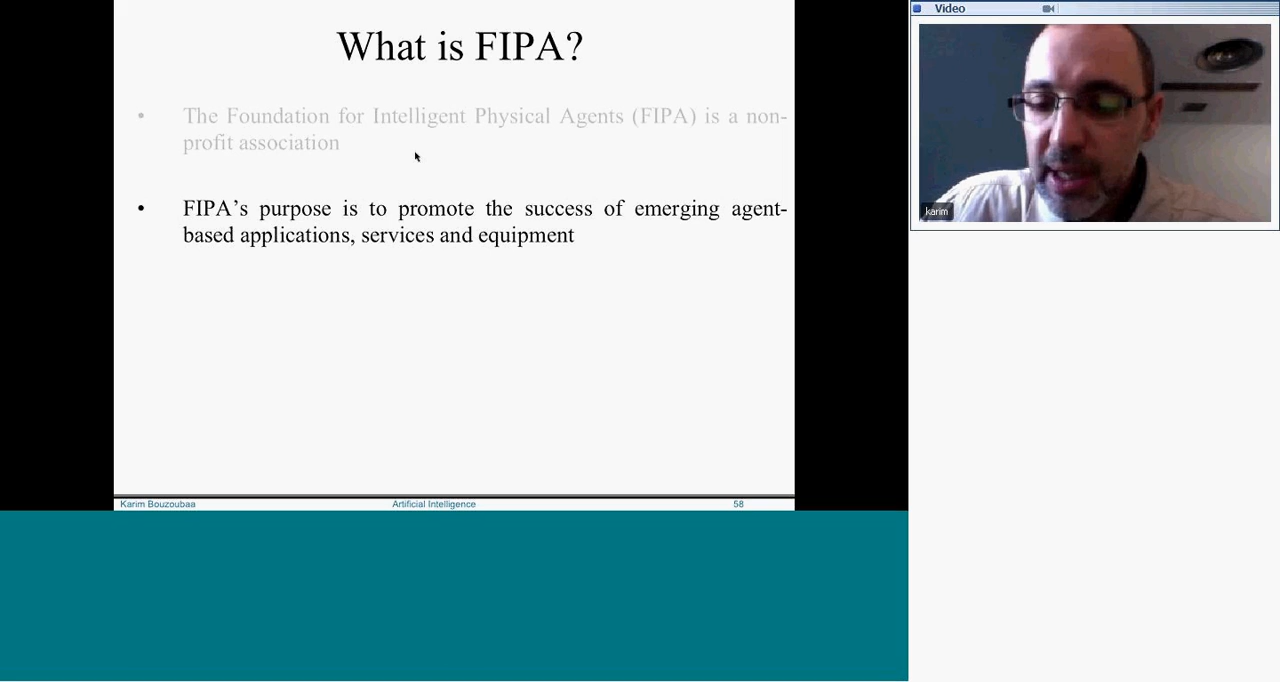 What is FIPA?
• The Foundation for Intelligent Physical Agents (FIPA) is a non-
profit association
• FIPA’s purpose is to promote the success of emerging agent-
based applications, services and equipment
Karim Bouzoubaa Artificial Intelligence 58
Video
karim